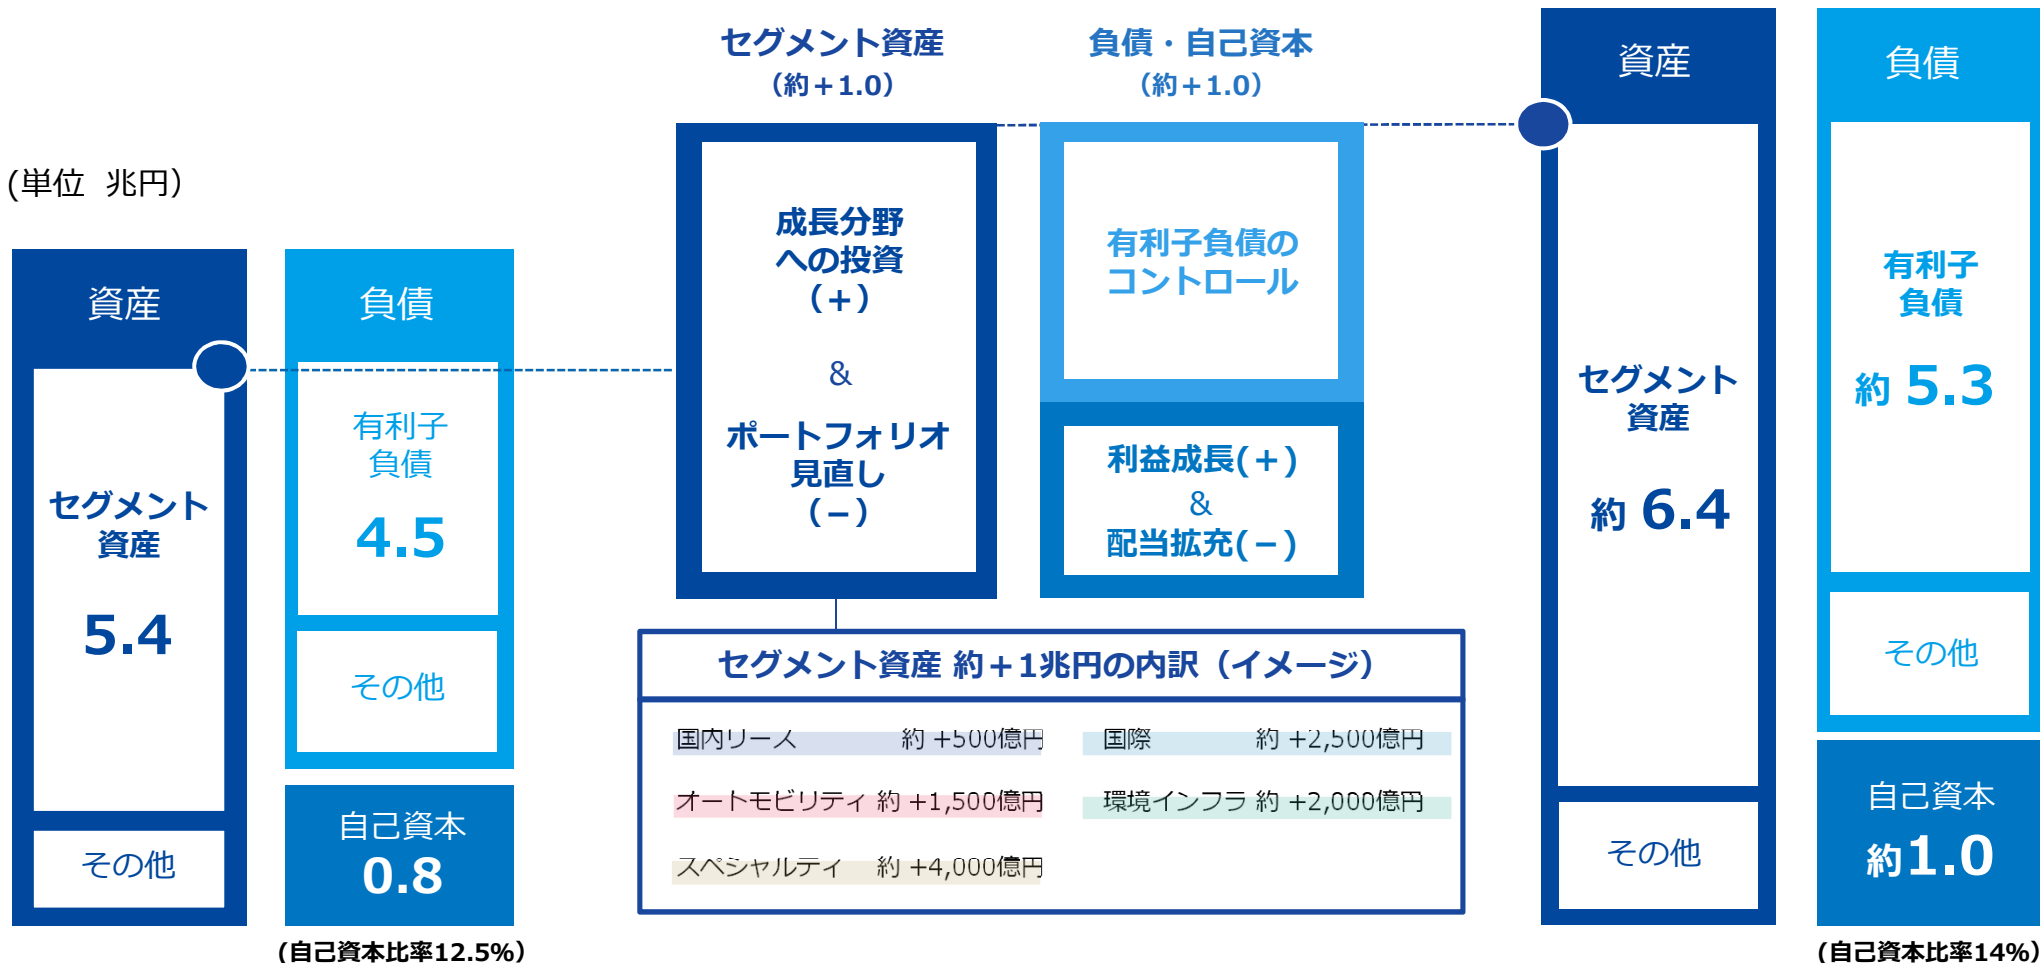 (単位 兆円)
資産
セグメント
資産
5.4
その他
負債
有利子
負債
4.5
その他
自己資本
0.8
(自己資本比率12.5%)
セグメント資産
(約+1.0)
成長分野
への投資
(+)
&
ポートフォリオ
見直し
(−)
負債・自己資本
(約+1.0)
有利子負債の
コントロール
利益成長(+)
&
配当拡充(−)
セグメント資産 約+1兆円の内訳(イメージ)
国内リース 約 +500億円
国際 約 +2,500億円
オートモビリティ 約 +1,500億円
環境インフラ 約 +2,000億円
スペシャルティ 約 +4,000億円
資産
セグメント
資産
約 6.4
その他
負債
有利子
負債
約 5.3
その他
自己資本
約1.0
(自己資本比率14%)